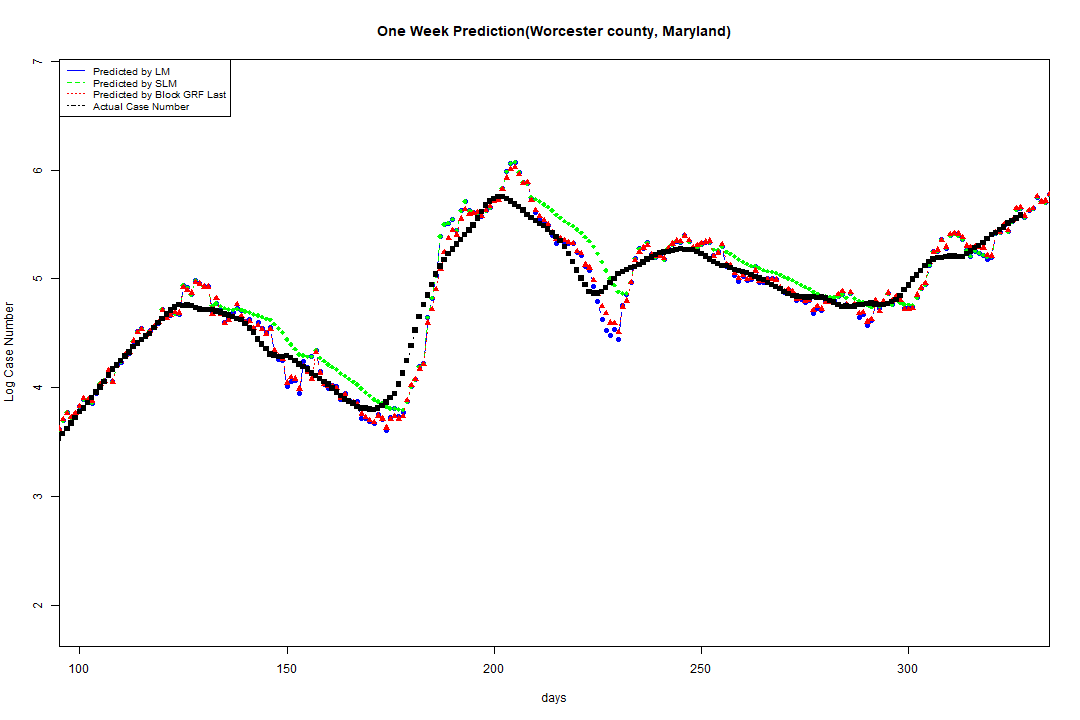 One Week Prediction(Worcester county, Maryland)
Predicted by LM
Predicted by SLM
Predicted by Block GRF Last
Actual Case Number
7
6
5
4
3
2
Log Case Number
100 150 200 250 300
days